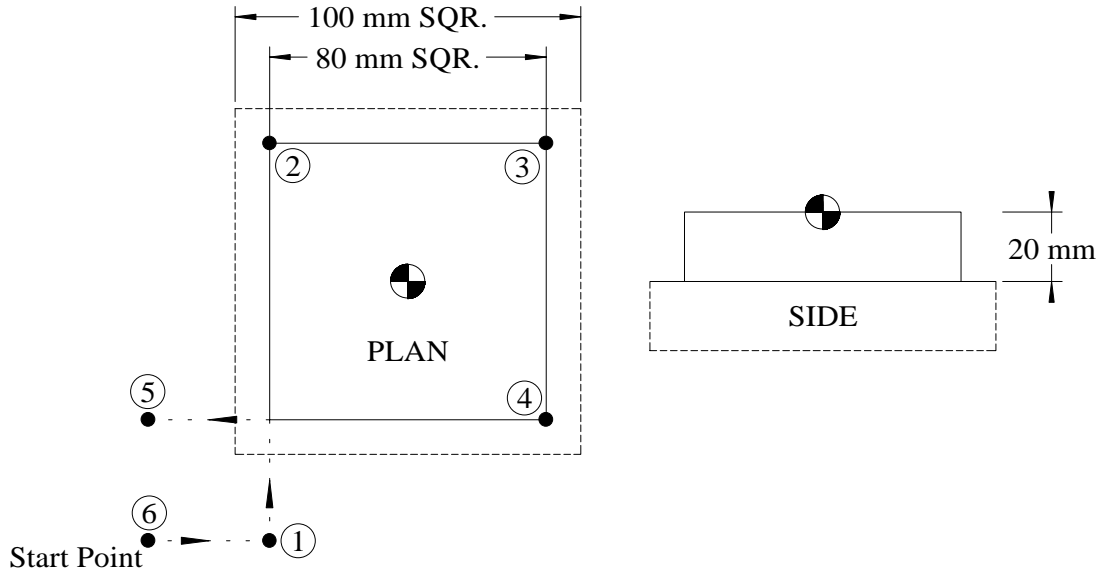 100 mm SQR.
80 mm SQR.
2
3
20 mm
SIDE
PLAN
5
4
6
1
Start Point